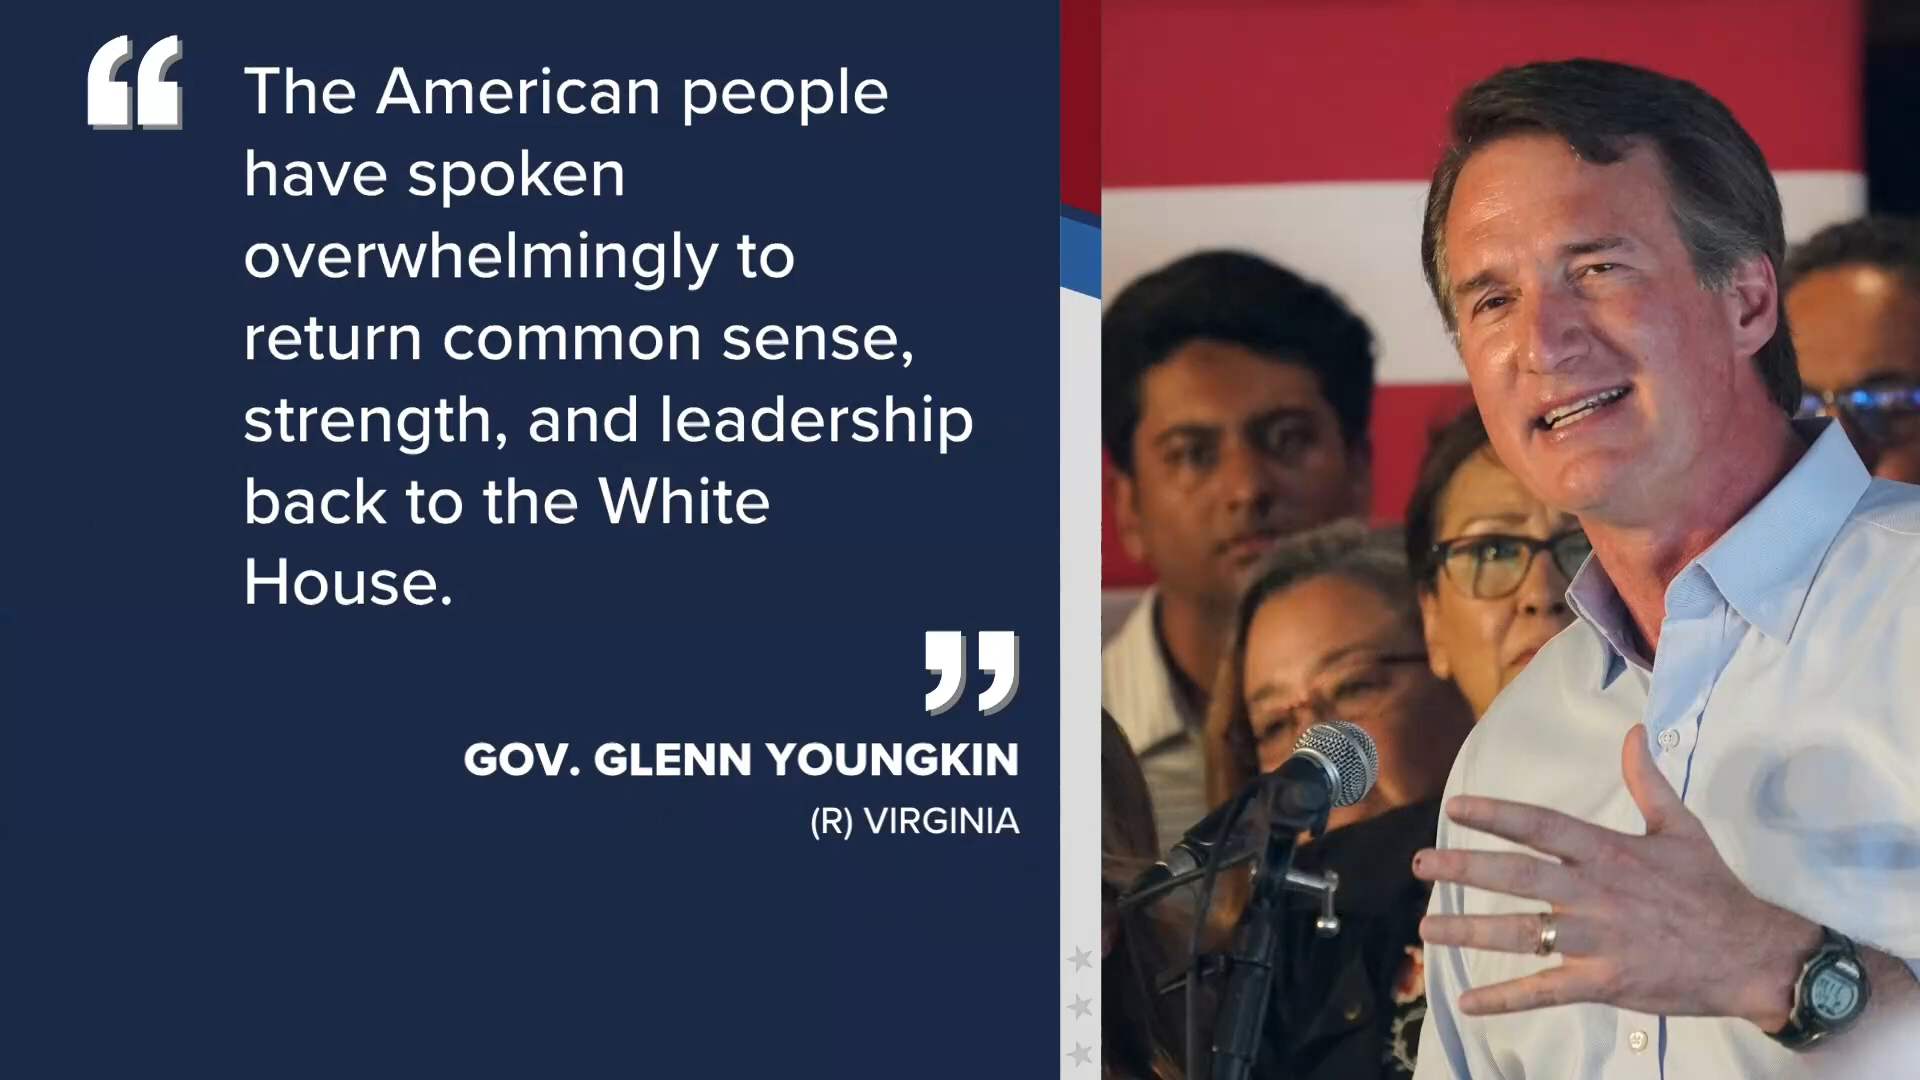 “ The American people
have spoken
overwhelmingly to
return common sense,
strength, and leadership
back to the White
House.
”
GOV. GLENN YOUNGKIN
(R) VIRGINIA